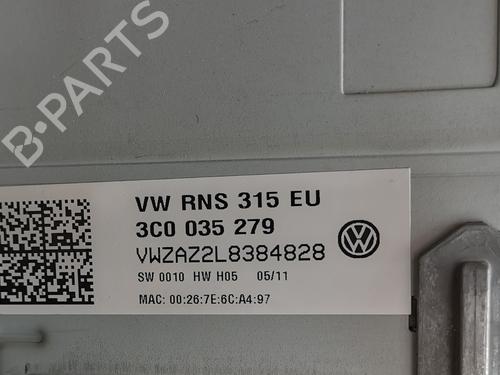 B-PARTS
VW RNS 315 EU
3C0 035 279
VWZAZ2L8384828
SW 0010 HW H05 05/11
MAC: 00:26:7E:6C:A4:97